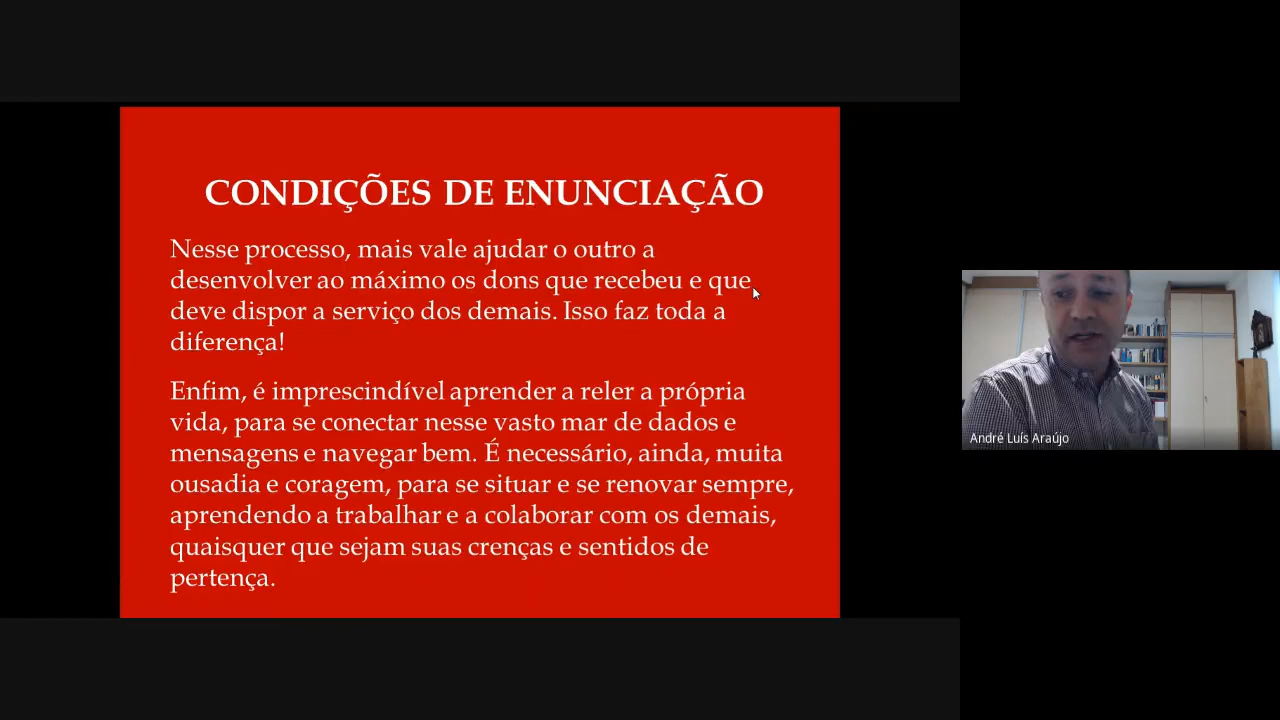 CONDIÇÕES DE ENUNCIAÇÃO
Nesse processo, mais vale ajudar o outro a
desenvolver ao máximo os dons que recebeu e que
deve dispor a serviço dos demais. Isso faz toda a
diferença!
Enfim, é imprescindível aprender a reler a própria
vida, para se conectar nesse vasto mar de dados e
mensagens e navegar bem. É necessário, ainda, muita
ousadia e coragem, para se situar e se renovar sempre,
aprendendo a trabalhar e a colaborar com os demais,
quaisquer que sejam suas crenças e sentidos de
pertença.
André Luís Araújo